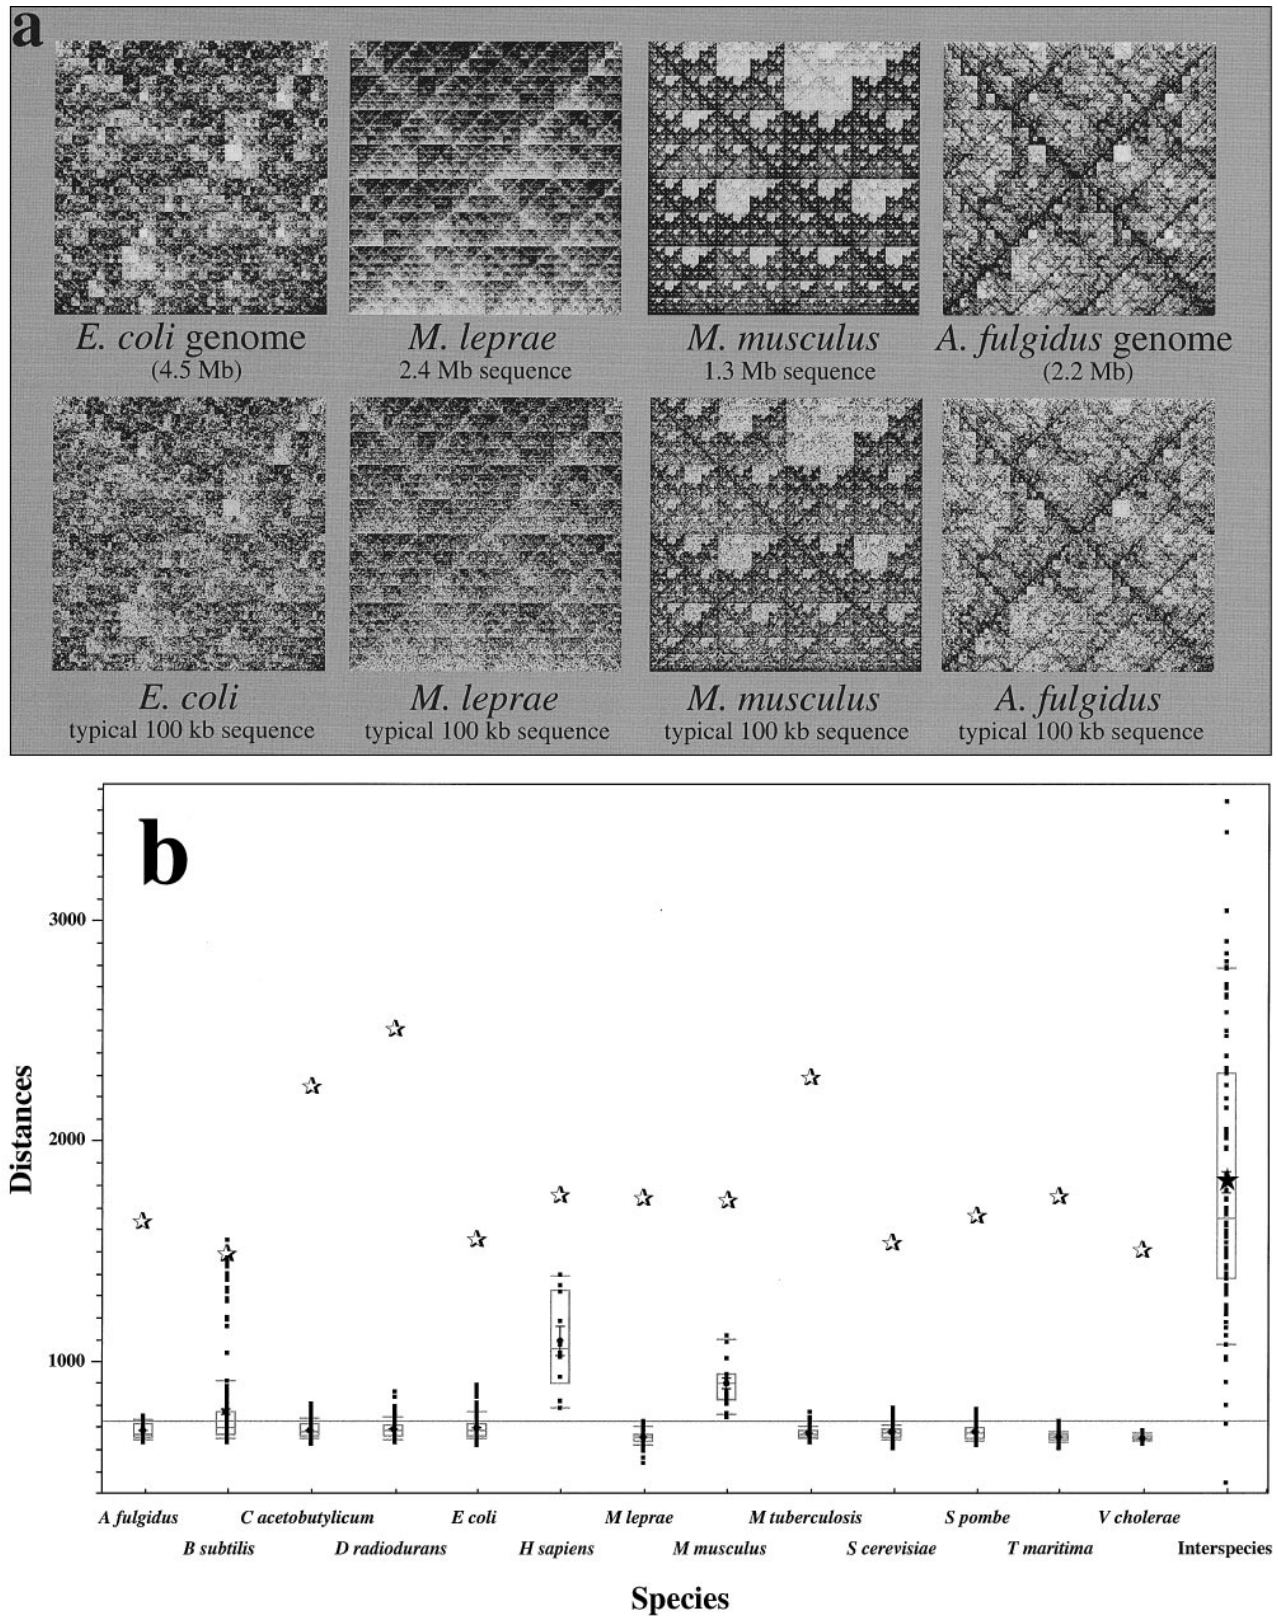 a
E. coli genome M. leprae M. musculus A. fulgidus genome
(4.5 Mb) 2.4 Mb sequence 1.3 Mb sequence (2.2 Mb)
E. coli M. leprae M. musculus A. fulgidus
typical 100 kb sequence typical 100 kb sequence typical 100 kb sequence typical 100 kb sequence
b
3000
2000
1000
Distances
A fulgidus C acetobutylicum E coli M leprae M tuberculosis S pombe V cholerae
B subtilis D radiodurans H sapiens M musculus S cerevisiae T maritima Interspecies
Species